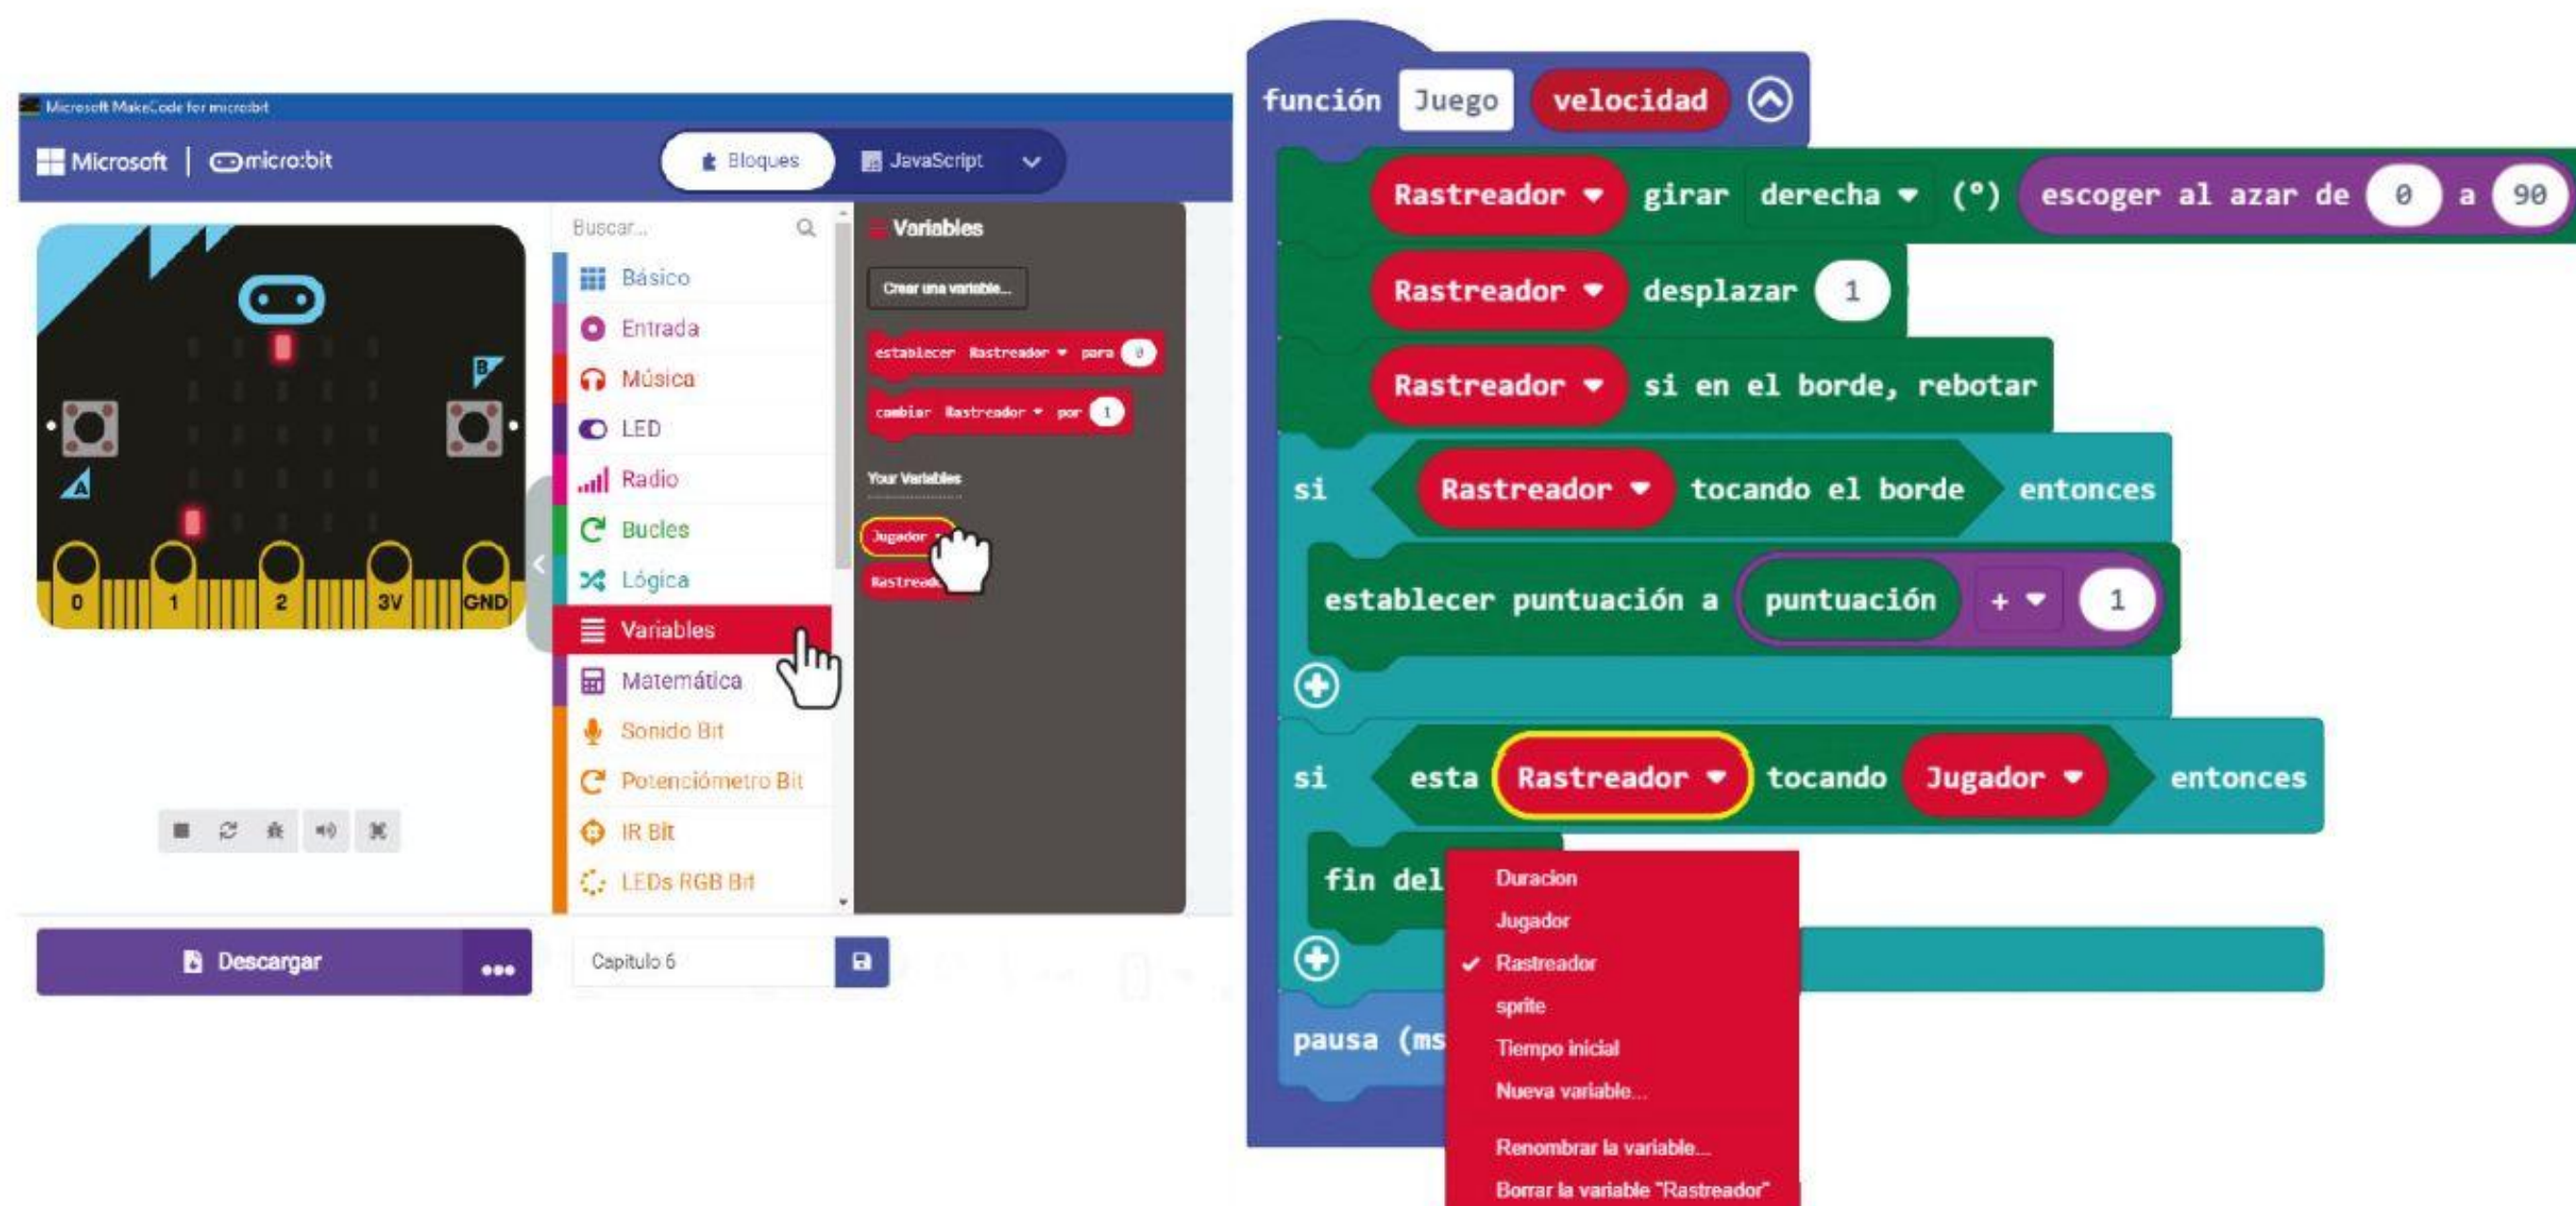 Microsoft MakeCode for micro:bit
Microsoft | micro:bit
Bloques
JavaScript
B
A
0 1 2 3V GND
Descargar
Buscar...
Básico
Entrada
Música
LED
Radio
Bucles
Lógica
Variables
Matemática
Sonido Bit
Potenciómetro Bit
IR Bit
LEDs RGB Bit
Capitulo 6
Variables
Crear una variable...
establecer Rastreador para 0
cambiar Rastreador por 1
Your Variables
Jugador
función Juego velocidad
Rastreador girar derecha (°) escoger al azar de 0 a 90
Rastreador desplazar 1
Rastreador si en el borde, rebotar
si Rastreador tocando el borde entonces
establecer puntuación a puntuación + 1
si esta Rastreador tocando Jugador entonces
fin del
pausa (ms
Duracion
Jugador
Rastreador
sprite
Tiempo inicial
Nueva variable...
Renombrar la variable...
Borrar la variable "Rastreador"